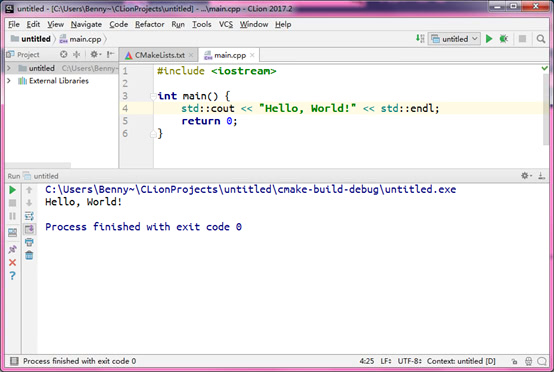 untitled - [C:\Users\Benny~\CLionProjects\untitled] - ...\main.cpp - CLion 2017.2
File Edit View Navigate Code Refactor Run Tools VCS Window Help
untitled main.cpp untitled
Project CMakeLists.txt main.cpp
untitled C:\Users\Benny~
External Libraries
1 #include <iostream>
2
3 int main() {
4 std::cout << "Hello, World!" << std::endl;
5 return 0;
6 }
Run untitled
C:\Users\Benny~\CLionProjects\untitled\cmake-build-debug\untitled.exe
Hello, World!
Process finished with exit code 0
Process finished with exit code 0 4:25 LF÷ UTF-8÷ Context: untitled [D]